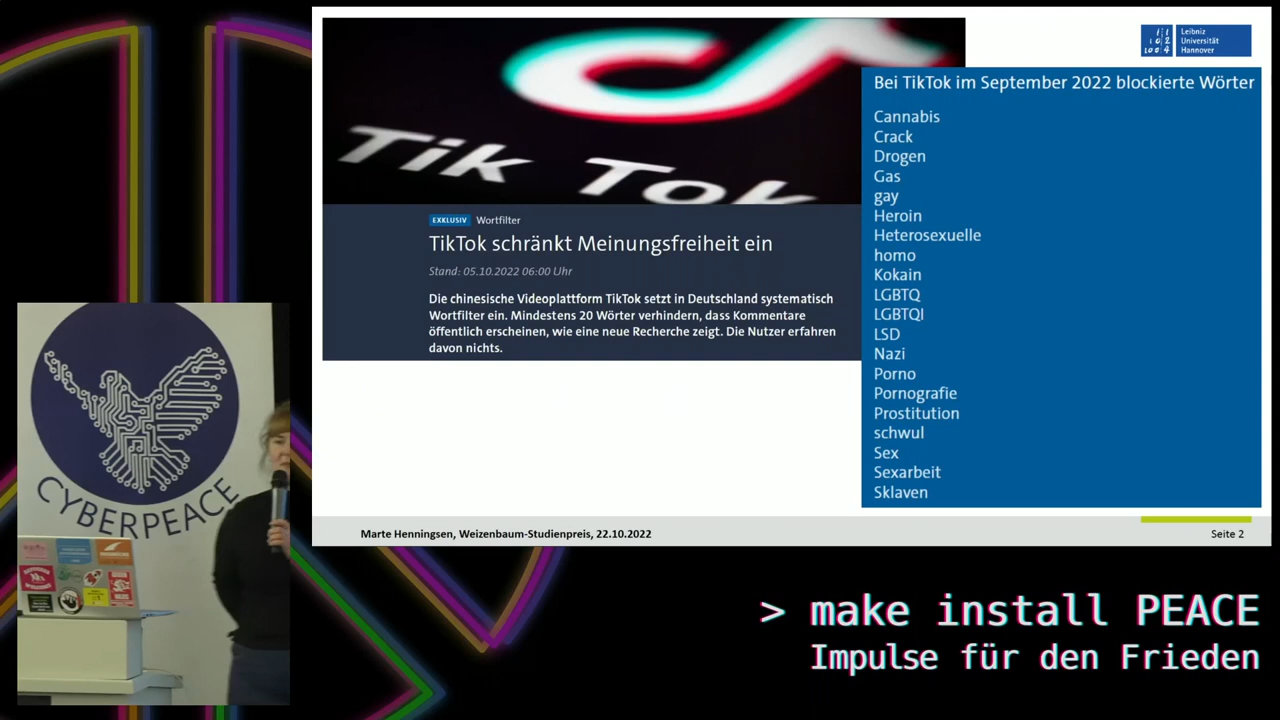 Tik Tok
EXKLUSIV Wortfilter
TikTok schränkt Meinungsfreiheit ein
Stand: 05.10.2022 06:00 Uhr
Die chinesische Videoplattform TikTok setzt in Deutschland systematisch
Wortfilter ein. Mindestens 20 Wörter verhindern, dass Kommentare
öffentlich erscheinen, wie eine neue Recherche zeigt. Die Nutzer erfahren
davon nichts.
Leibniz
Universität
Hannover
Bei TikTok im September 2022 blockierte Wörter
Cannabis
Crack
Drogen
Gas
gay
Heroin
Heterosexuelle
homo
Kokain
LGBTQ
LGBTQI
LSD
Nazi
Porno
Pornografie
Prostitution
schwul
Sex
Sexarbeit
Sklaven
Marte Henningsen, Weizenbaum-Studienpreis, 22.10.2022
Seite 2
CYBERPEACE
> make install PEACE
Impulse für den Frieden